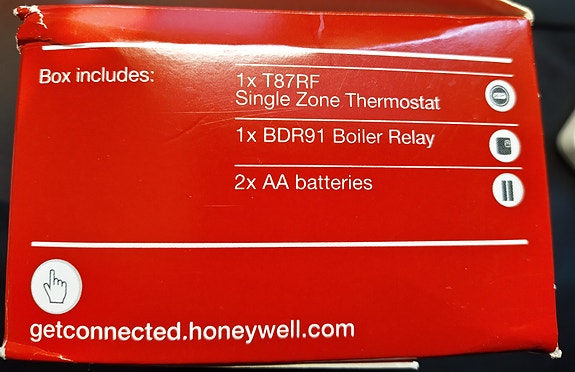 Box includes:
1x T87RF
Single Zone Thermostat
1x BDR91 Boiler Relay
2x AA batteries
getconnected.honeywell.com